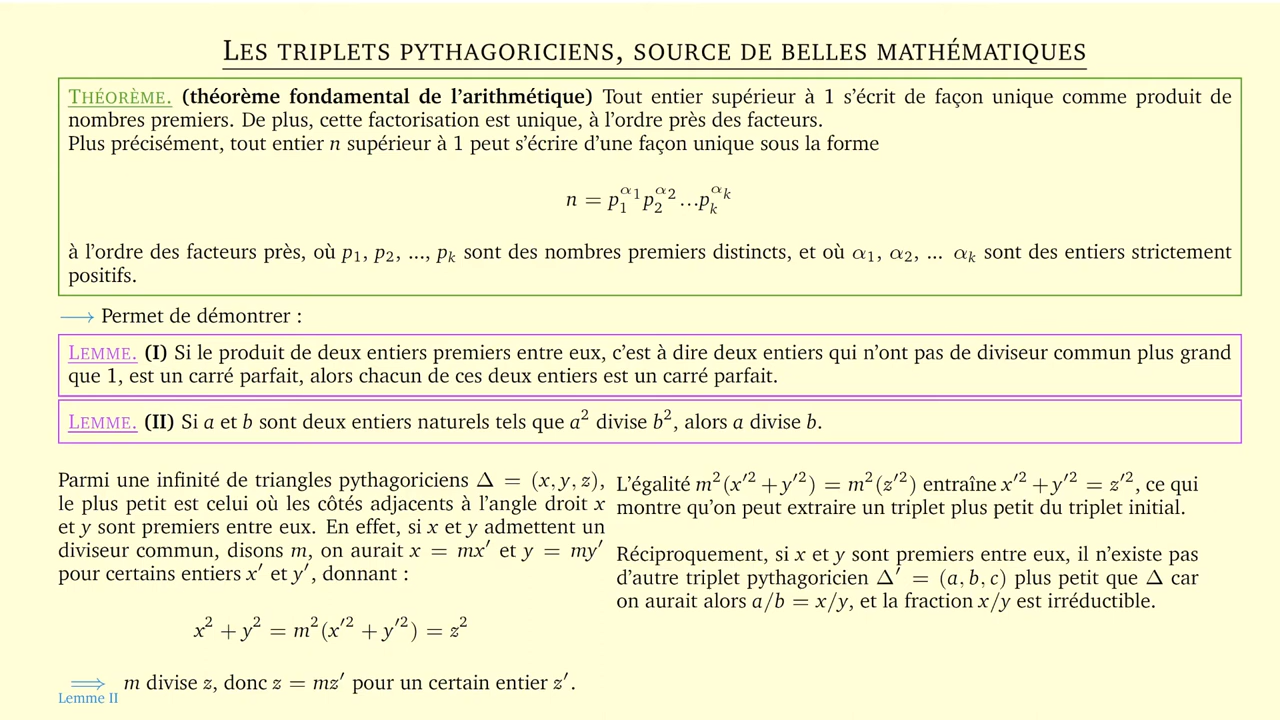 LES TRIPLETS PYTHAGORICIENS, SOURCE DE BELLES MATHÉMATIQUES
THÉORÈME. (théorème fondamental de l'arithmétique) Tout entier supérieur à 1 s'écrit de façon unique comme produit de
nombres premiers. De plus, cette factorisation est unique, à l'ordre près des facteurs.
Plus précisément, tout entier n supérieur à 1 peut s'écrire d'une façon unique sous la forme
n = p₁^α₁ p₂^α₂ ...pₖ^αₖ
à l'ordre des facteurs près, où p₁, p₂, ..., pₖ sont des nombres premiers distincts, et où α₁, α₂, ... αₖ sont des entiers strictement
positifs.
⟶ Permet de démontrer :
LEMME. (I) Si le produit de deux entiers premiers entre eux, c'est à dire deux entiers qui n'ont pas de diviseur commun plus grand
que 1, est un carré parfait, alors chacun de ces deux entiers est un carré parfait.
LEMME. (II) Si a et b sont deux entiers naturels tels que a² divise b², alors a divise b.
Parmi une infinité de triangles pythagoriciens Δ = (x, y, z),
le plus petit est celui où les côtés adjacents à l'angle droit x
et y sont premiers entre eux. En effet, si x et y admettent un
diviseur commun, disons m, on aurait x = mx′ et y = my′
pour certains entiers x′ et y′, donnant :
x² + y² = m²(x′² + y′²) = z²
⟹ m divise z, donc z = mz′ pour un certain entier z′.
Lemme II
L'égalité m²(x′² + y′²) = m²(z′²) entraîne x′² + y′² = z′², ce qui
montre qu'on peut extraire un triplet plus petit du triplet initial.
Réciproquement, si x et y sont premiers entre eux, il n'existe pas
d'autre triplet pythagoricien Δ′ = (a, b, c) plus petit que Δ car
on aurait alors a/b = x/y, et la fraction x/y est irréductible.